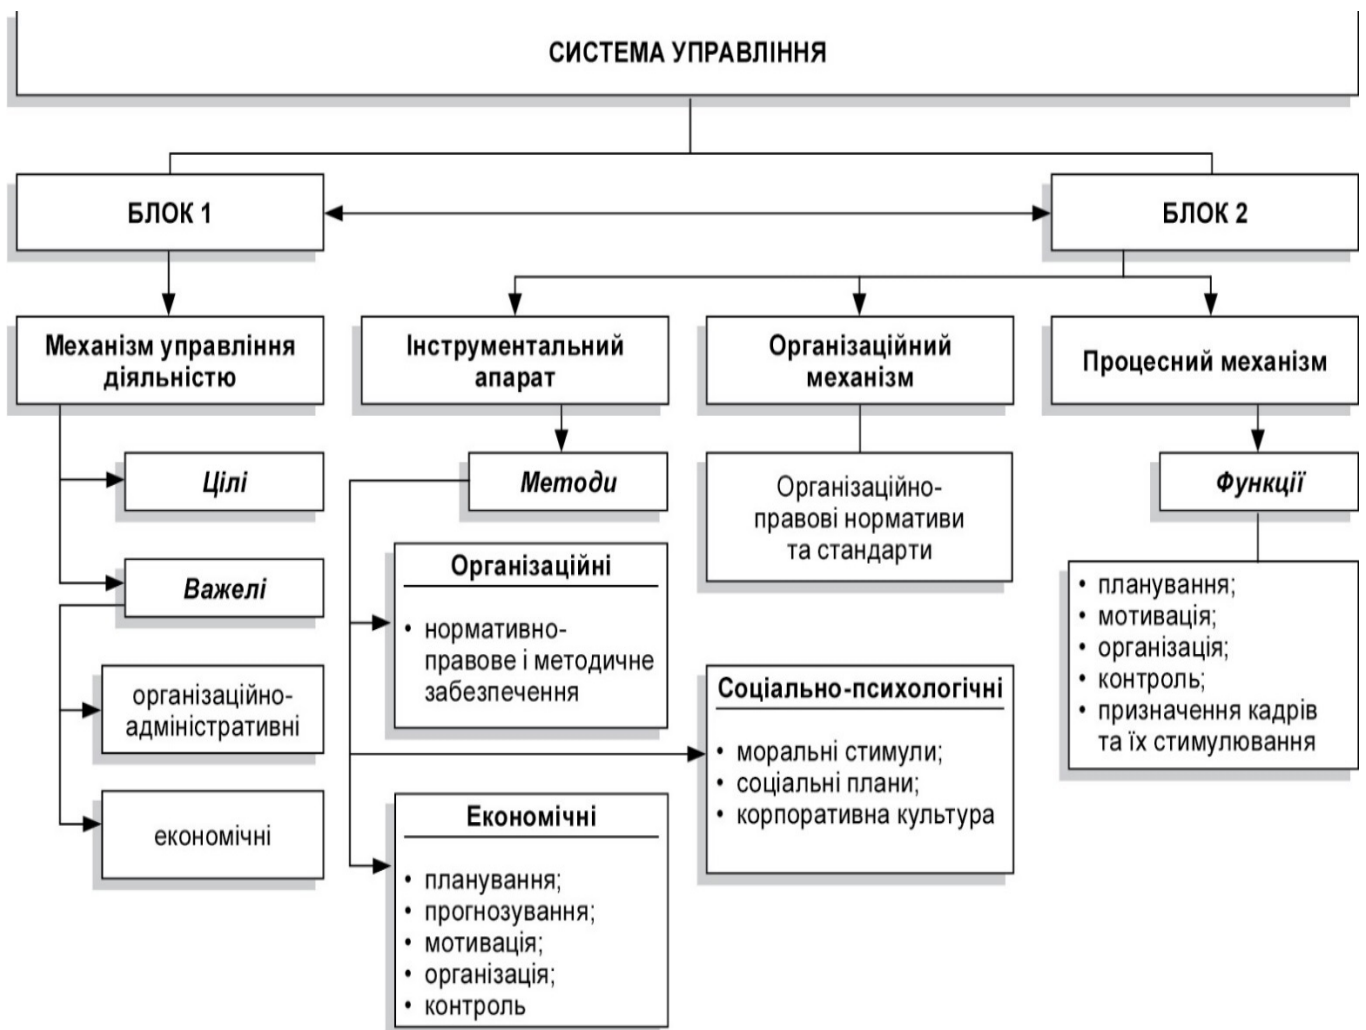 СИСТЕМА УПРАВЛІННЯ
БЛОК 1
БЛОК 2
Механізм управління
діяльністю
Інструментальний
апарат
Організаційний
механізм
Процесний механізм
Цілі
Методи
Організаційно-
правові нормативи
та стандарти
Функції
Важелі
Організаційні
• нормативно-
правове і методичне
забезпечення
• планування;
• мотивація;
• організація;
• контроль;
• призначення кадрів
та їх стимулювання
організаційно-
адміністративні
Соціально-психологічні
• моральні стимули;
• соціальні плани;
• корпоративна культура
економічні
Економічні
• планування;
• прогнозування;
• мотивація;
• організація;
• контроль